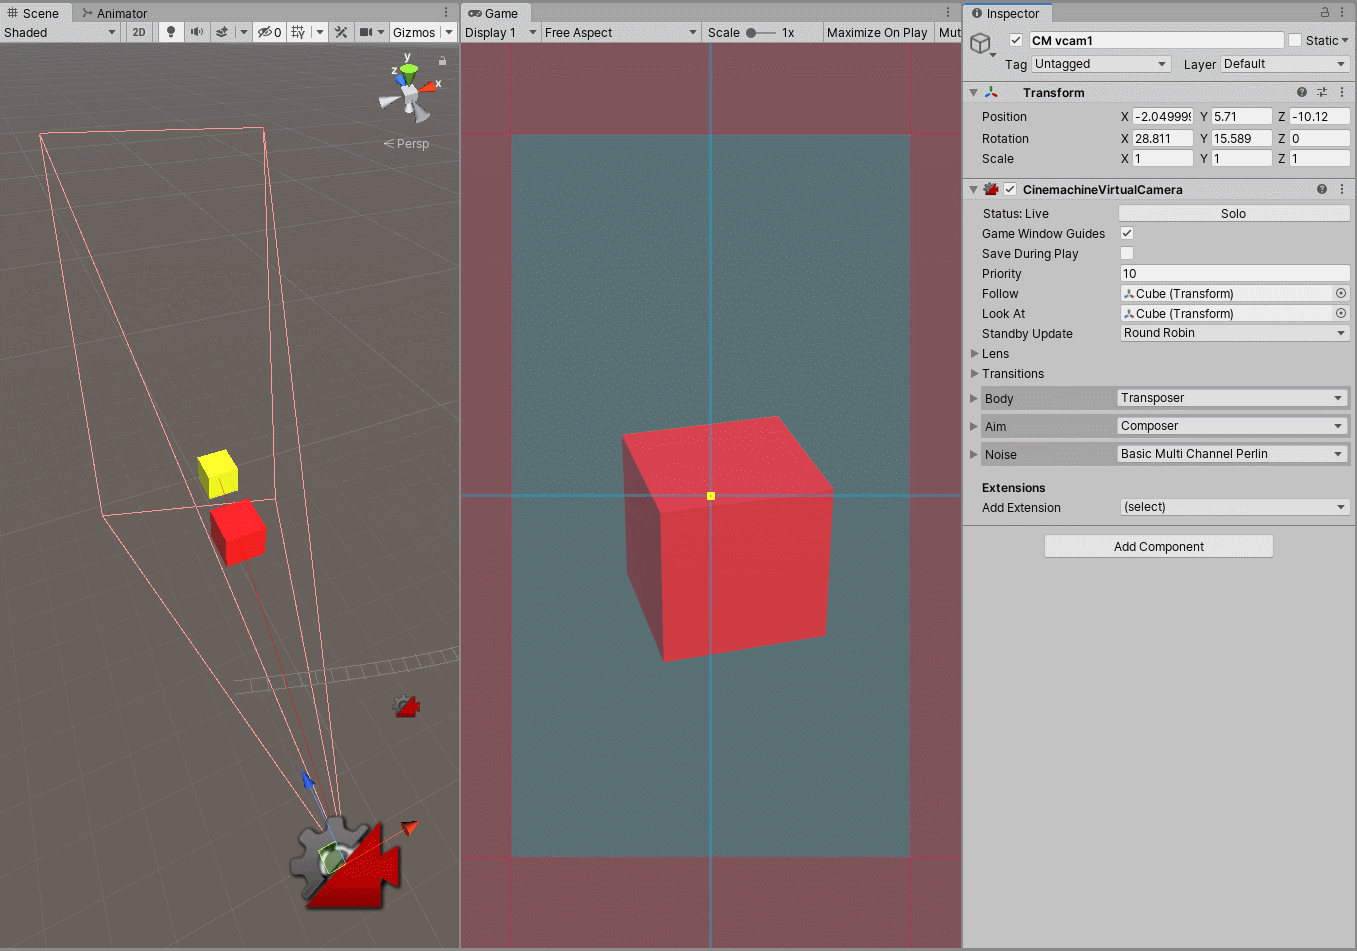 Scene Animator
Shaded 2D 0 Gizmos
y
z
x
Persp
Game
Display 1 Free Aspect Scale 1x Maximize On Play Mut
Inspector
CM vcam1 Static
Tag Untagged Layer Default
Transform
Position X -2.049999 Y 5.71 Z -10.12
Rotation X 28.811 Y 15.589 Z 0
Scale X 1 Y 1 Z 1
CinemachineVirtualCamera
Status: Live Solo
Game Window Guides
Save During Play
Priority 10
Follow Cube (Transform)
Look At Cube (Transform)
Standby Update Round Robin
Lens
Transitions
Body Transposer
Aim Composer
Noise Basic Multi Channel Perlin
Extensions
Add Extension (select)
Add Component